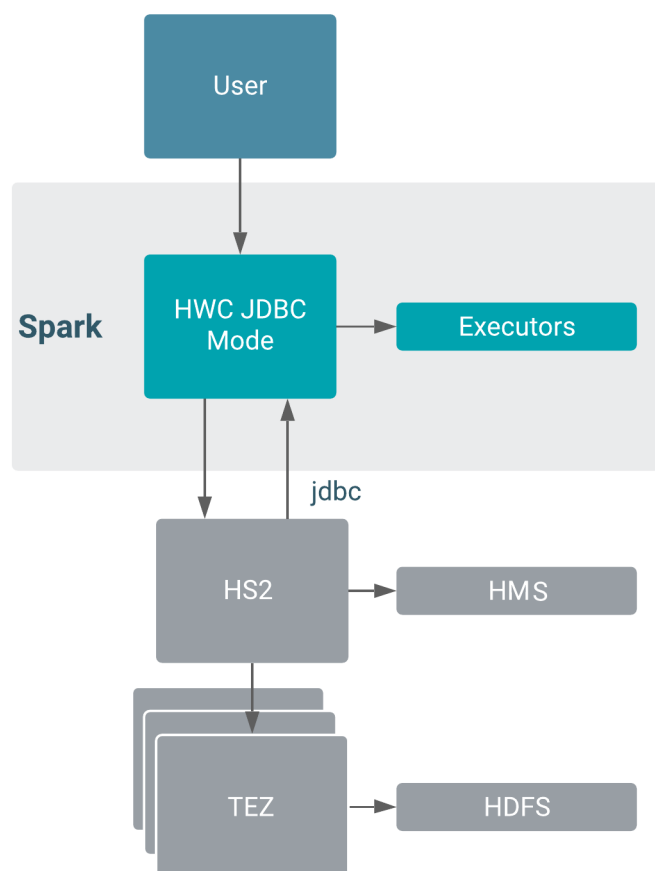 User
Spark
HWC JDBC
Mode
Executors
jdbc
HS2
HMS
TEZ
HDFS